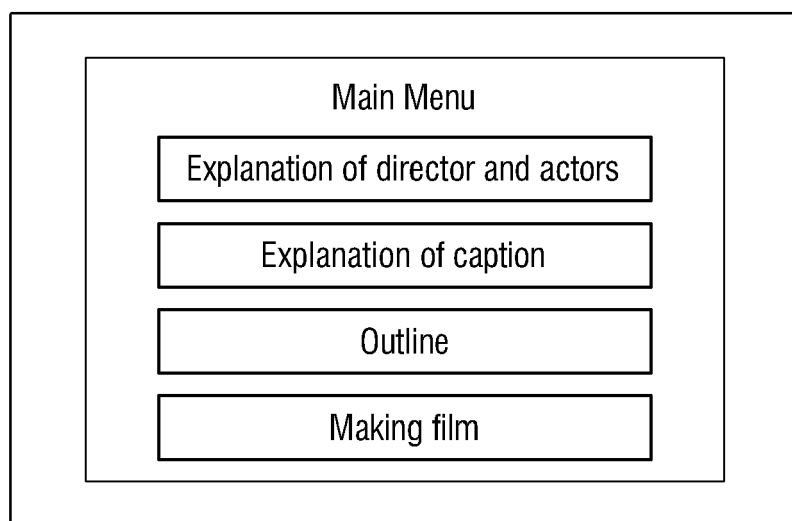 Main Menu
Explanation of director and actors
Explanation of caption
Outline
Making film